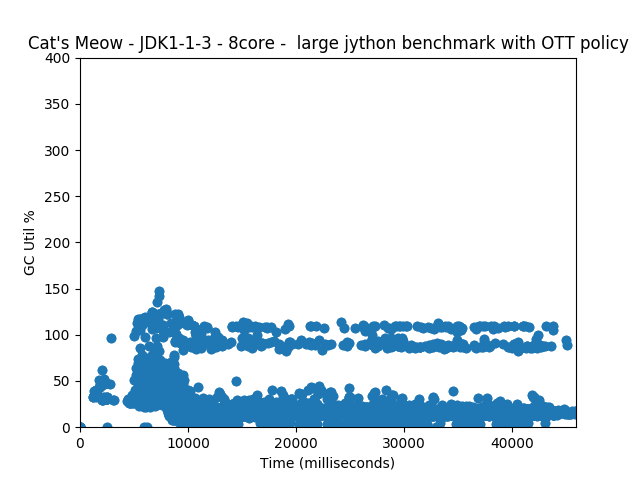 Cat's Meow - JDK1-1-3 - 8core -  large jython benchmark with OTT policy
400
350
300
250
200
150
100
50
0
GC Util %
0 10000 20000 30000 40000
Time (milliseconds)